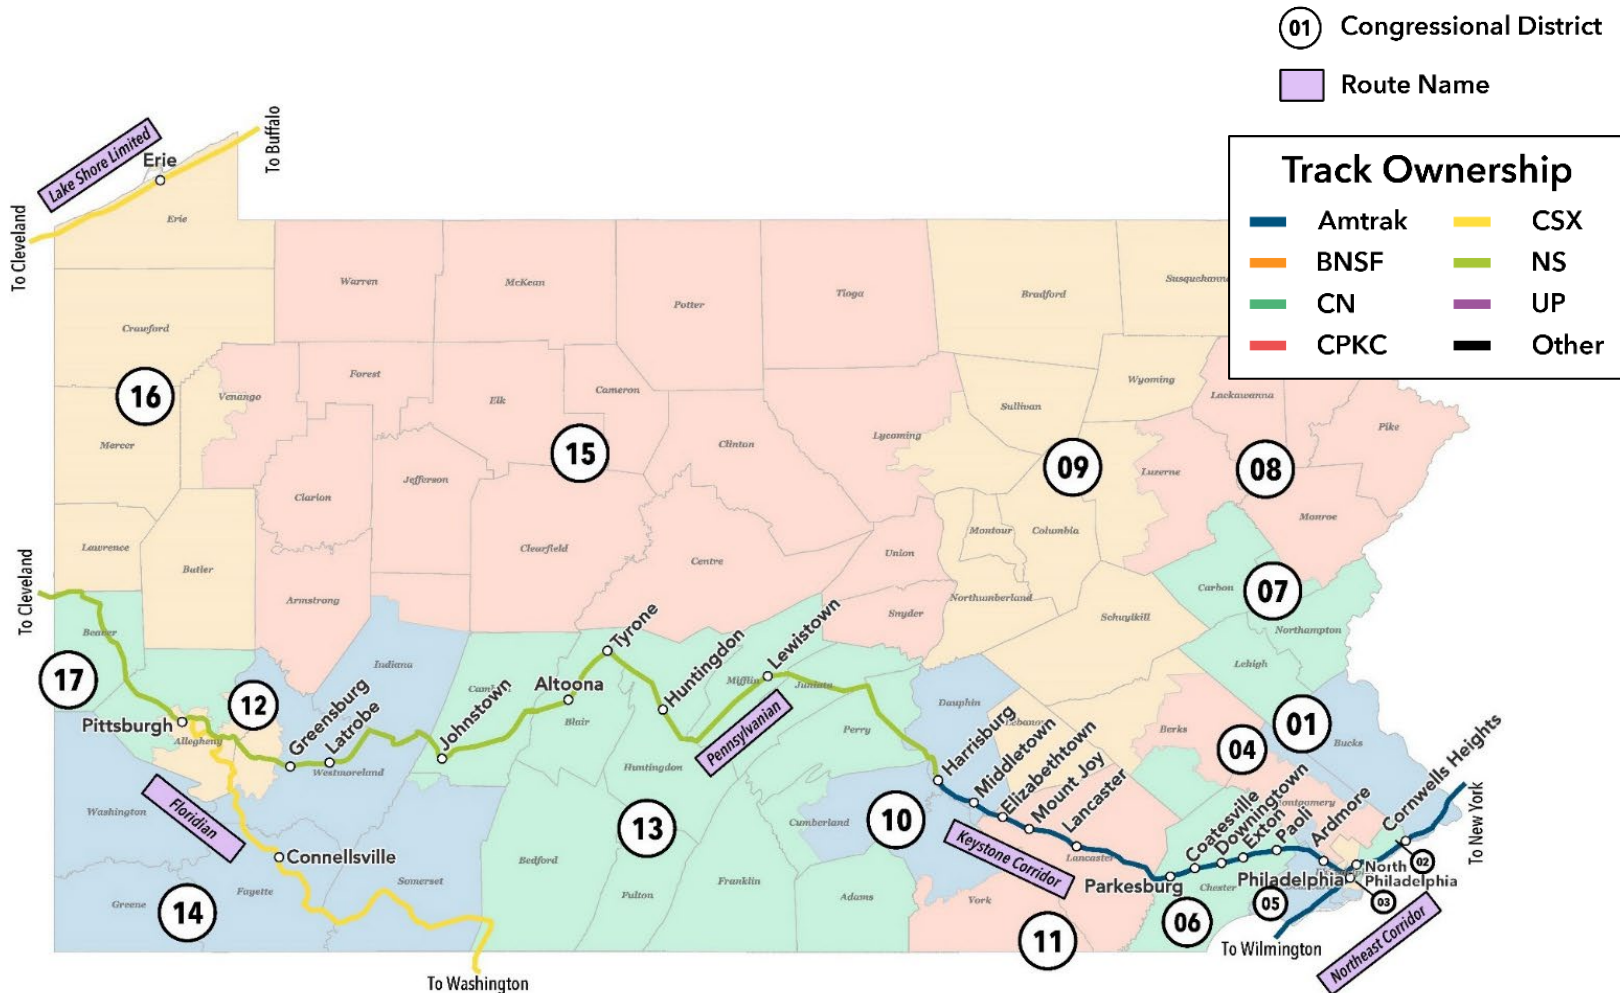 01 Congressional District
Route Name
Track Ownership
Amtrak
CSX
BNSF
NS
CN
UP
CPKC
Other
Lake Shore Limited
Erie
To Buffalo
To Cleveland
Erie
Warren
McKean
Potter
Tioga
Bradford
Crawford
16
Venango
Forest
Elk
Cameron
Sullivan
Wyoming
Lackawanna
Pike
Mercer
15
Clinton
Lycoming
09
Luzerne
08
Clarion
Jefferson
Monroe
Montour
Columbia
Lawrence
Butler
Clearfield
Centre
Union
To Cleveland
Armstrong
Snyder
Northumberland
Carbon
07
Schuylkill
Northampton
Beaver
17
Indiana
Lehigh
12
Pittsburgh
Allegheny
Greensburg
Latrobe
Westmoreland
Johnstown
Altoona
Blair
Tyrone
Huntingdon
Lewistown
Mifflin
Juniata
Pennsylvanian
Perry
Dauphin
Harrisburg
Middletown
Elizabethtown
Mount Joy
Lancaster
Berks
04
01
Bucks
Cornwells Heights
To New York
Washington
Floridian
Huntingdon
13
Cumberland
10
Keystone Corridor
Lancaster
Parkesburg
Coatesville
Downingtown
Exton
Paoli
Ardmore
Connellsville
Bedford
Fulton
Franklin
Adams
York
11
Chester
06
Philadelphia
North
Philadelphia
02
03
05
Greene
14
Fayette
Somerset
To Washington
To Wilmington
Northeast Corridor